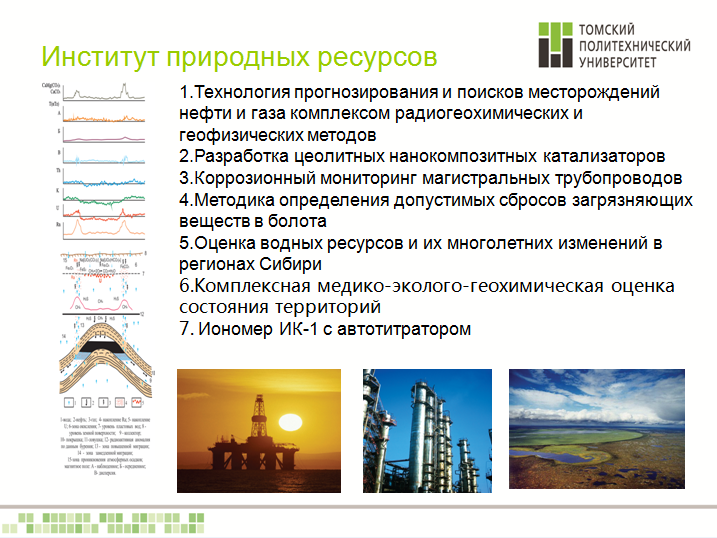 Институт природных ресурсов
ТОМСКИЙ
ПОЛИТЕХНИЧЕСКИЙ
УНИВЕРСИТЕТ
1.Технология прогнозирования и поисков месторождений
нефти и газа комплексом радиогеохимических и
геофизических методов
2.Разработка цеолитных нанокомпозитных катализаторов
3.Коррозионный мониторинг магистральных трубопроводов
4.Методика определения допустимых сбросов загрязняющих
веществ в болота
5.Оценка водных ресурсов и их многолетних изменений в
регионах Сибири
6.Комплексная медико-эколого-геохимическая оценка
состояния территорий
7. Иономер ИК-1 с автотитратором